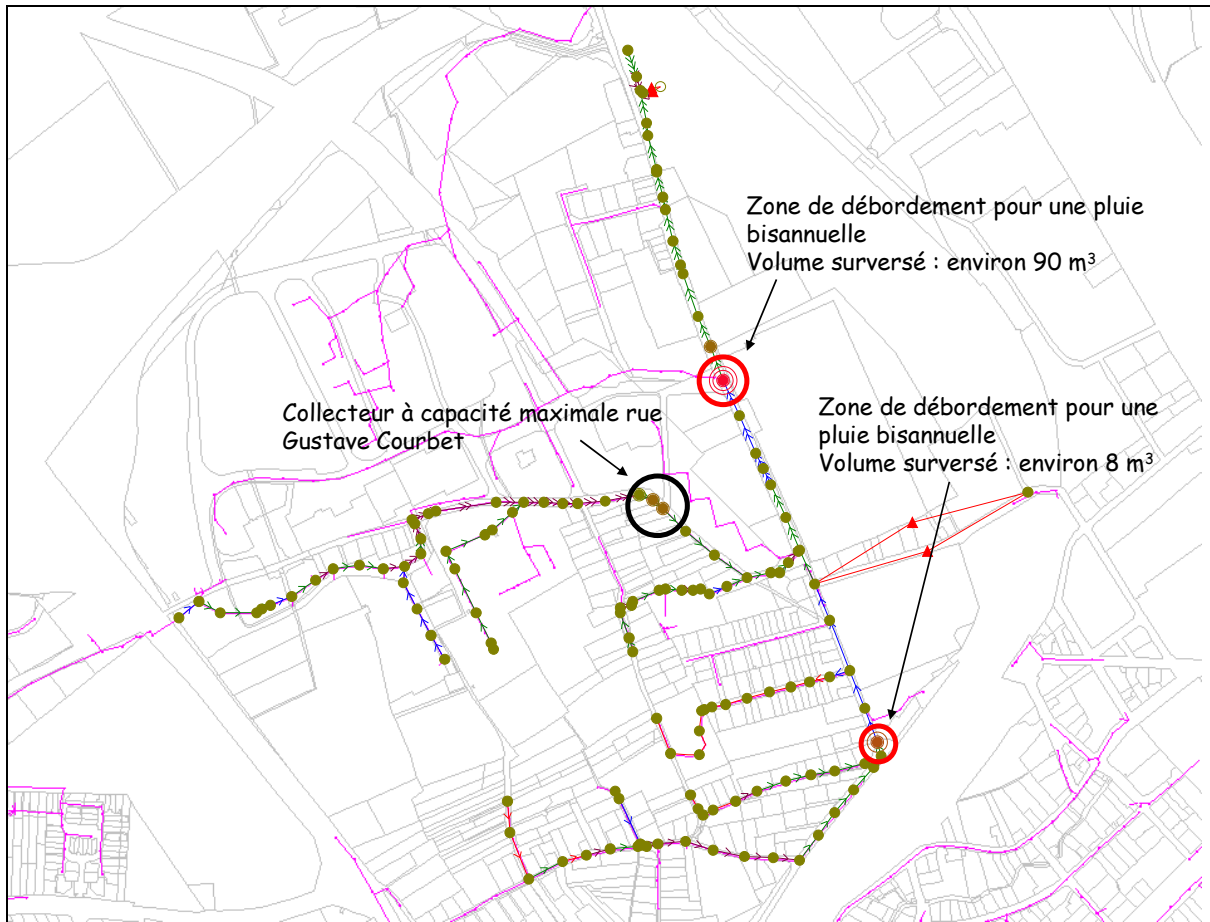 Zone de débordement pour une pluie
bisannuelle
Volume surversé : environ 90 m³
Collecteur à capacité maximale rue
Gustave Courbet
Zone de débordement pour une
pluie bisannuelle
Volume surversé : environ 8 m³